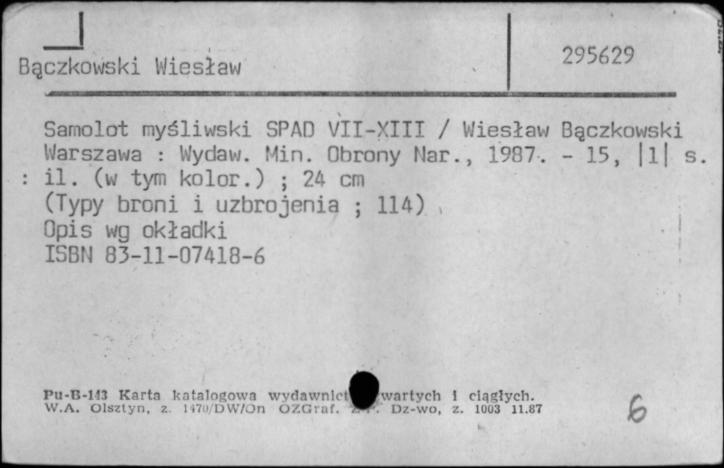 Bączkowski Wiesław
295629
Samolot myśliwski SPAD VII-XIII / Wiesław Bączkowski
Warszawa : Wydaw. Min. Obrony Nar., 1987. - 15, |1| s.
: il. (w tym kolor.) ; 24 cm
(Typy broni i uzbrojenia ; 114)
Opis wg okładki
ISBN 83-11-07418-6
Pu-B-143 Karta katalogowa wydawnict wartych i ciągłych.
W.A. Olsztyn, z. 1470/DW/On OZGraf. Dz-wo, z. 1003 11.87
6